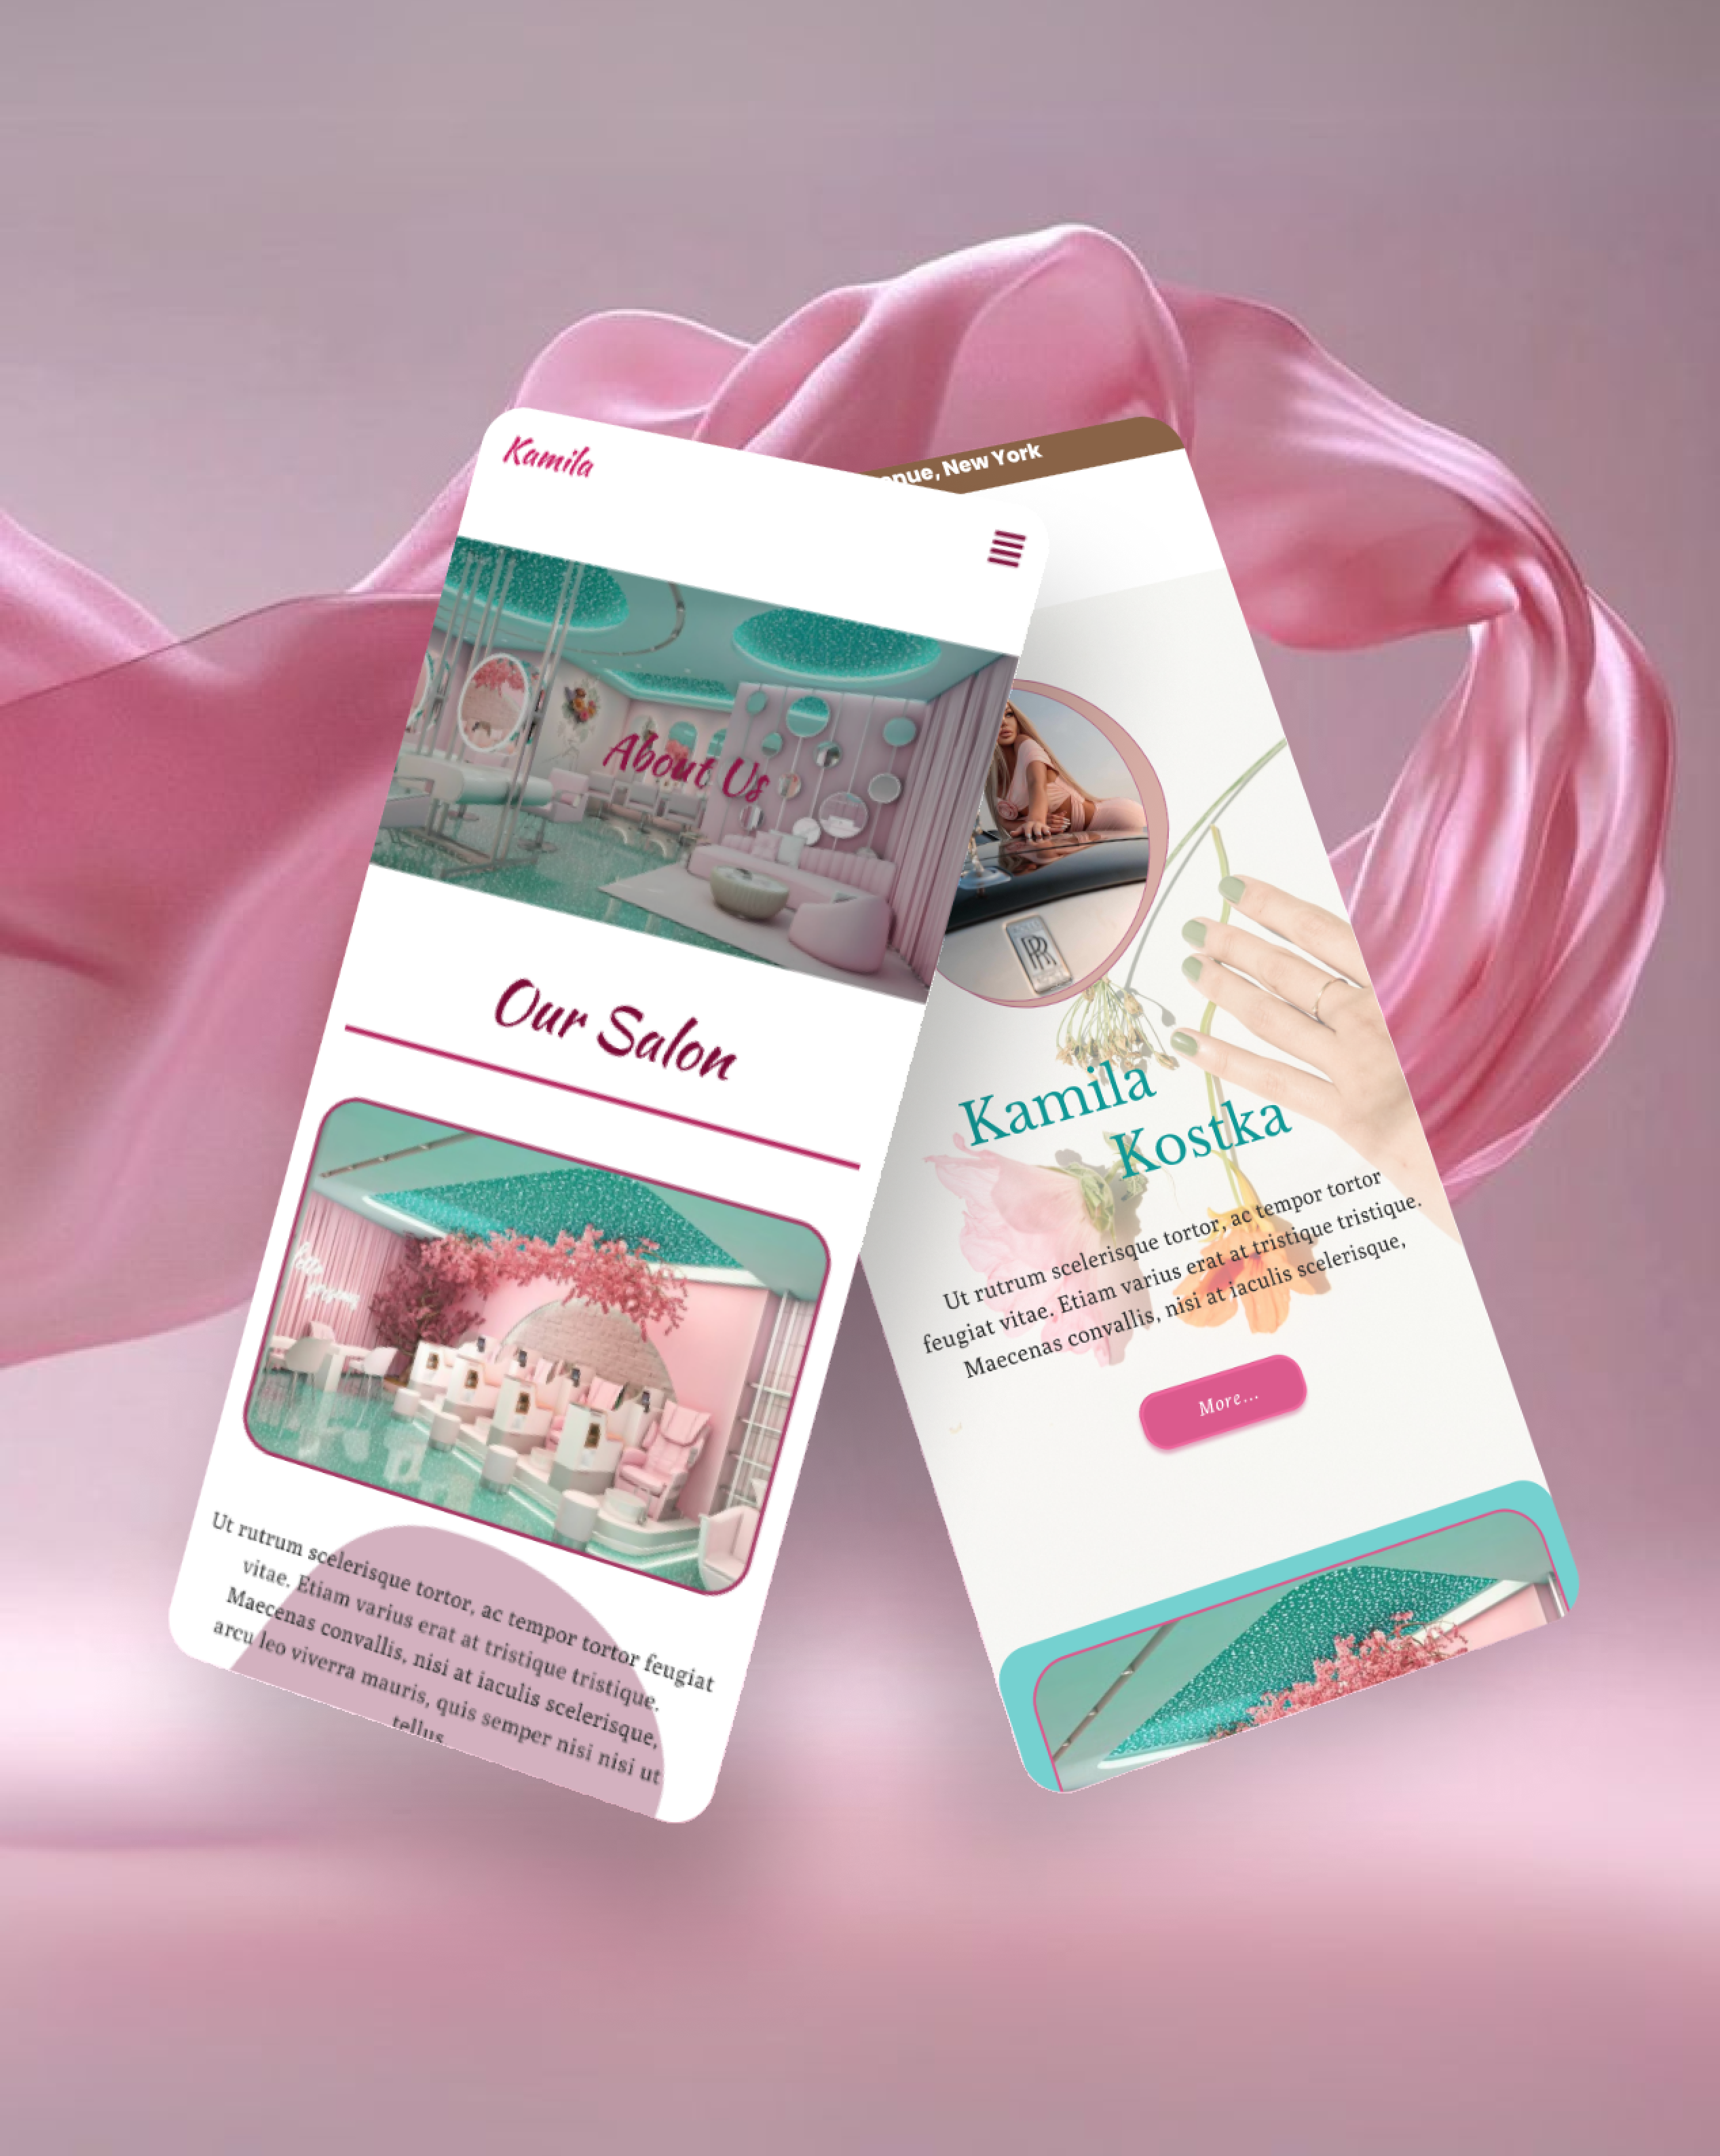 Kamila
About Us
Our Salon
Ut rutrum scelerisque tortor, ac tempor tortor feugiat
vitae. Etiam varius erat at tristique tristique.
Maecenas convallis, nisi at iaculis scelerisque,
arcu leo viverra mauris, quis semper nisi nisi ut
tellus
New York
RR
Kamila
Kostka
Ut rutrum scelerisque tortor, ac tempor tortor
feugiat vitae. Etiam varius erat at tristique tristique.
Maecenas convallis, nisi at iaculis scelerisque,
More...